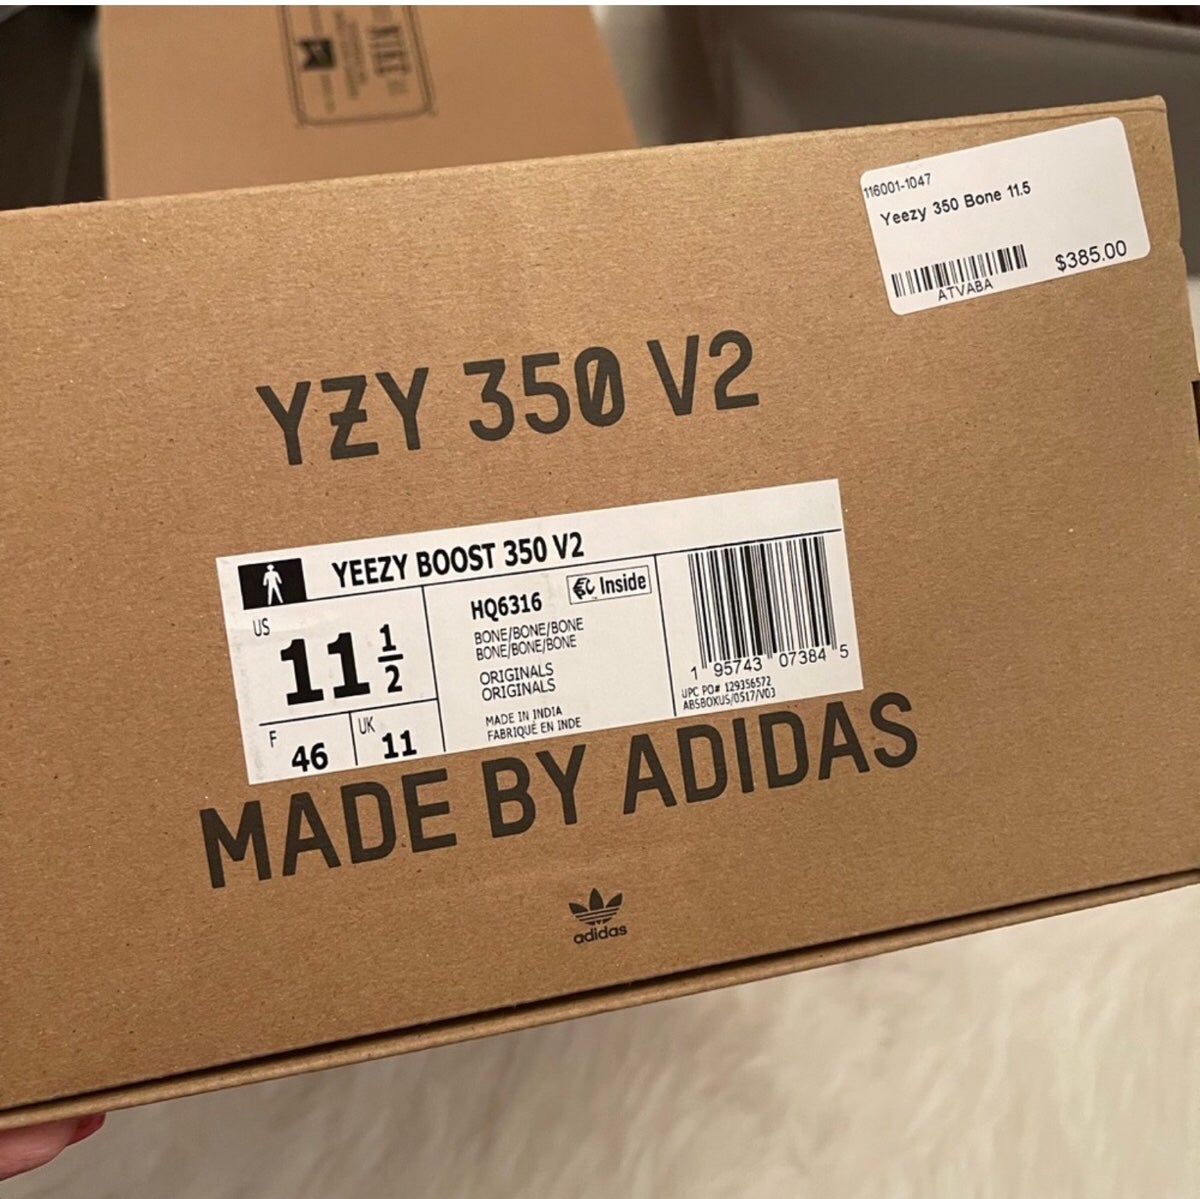 NIKE
116001-1047
Yeezy 350 Bone 11.5
$385.00
ATVABA
YZY 350 V2
YEEZY BOOST 350 V2
US
11 1/2
F
46
UK
11
HQ6316
Inside
BONE/BONE/BONE
BONE/BONE/BONE
ORIGINALS
ORIGINALS
MADE IN INDIA
FABRIQUÉ EN INDE
1 95743 07384 5
UPC PO# 129356572
ABSBOXUS/0517/V03
MADE BY ADIDAS
adidas